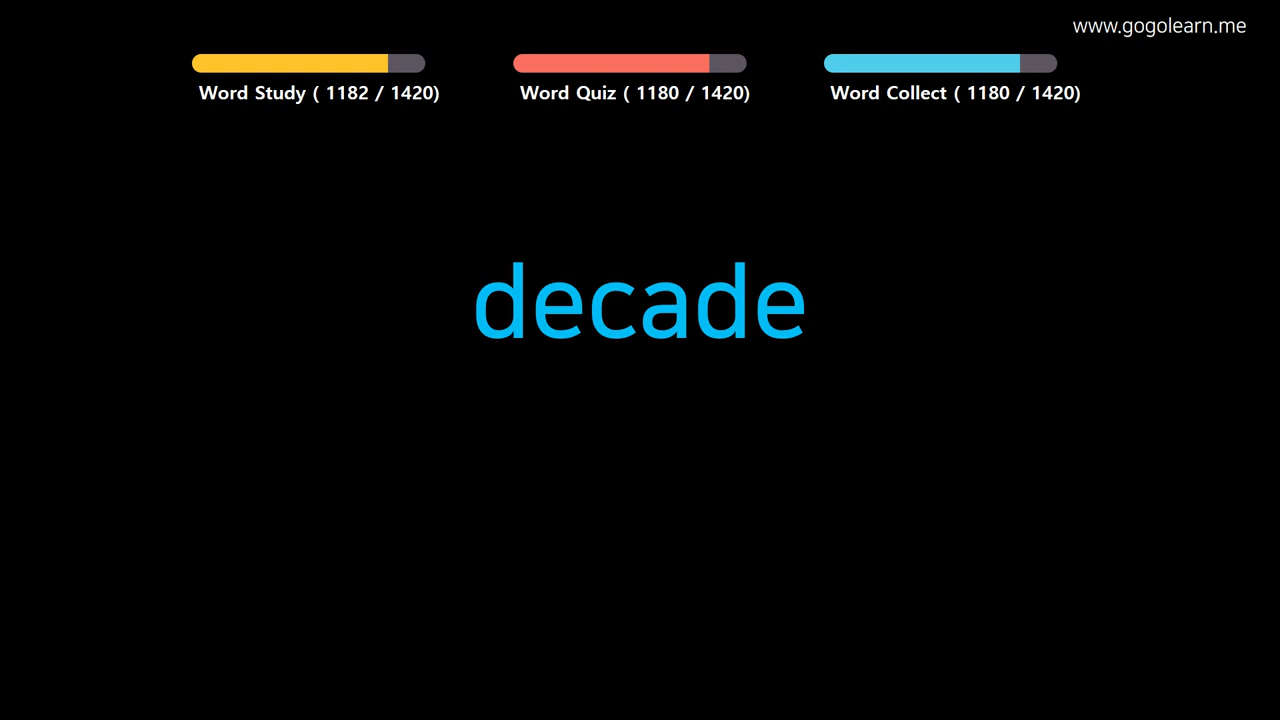 www.gogolearn.me
Word Study ( 1182 / 1420)
Word Quiz ( 1180 / 1420)
Word Collect ( 1180 / 1420)
decade